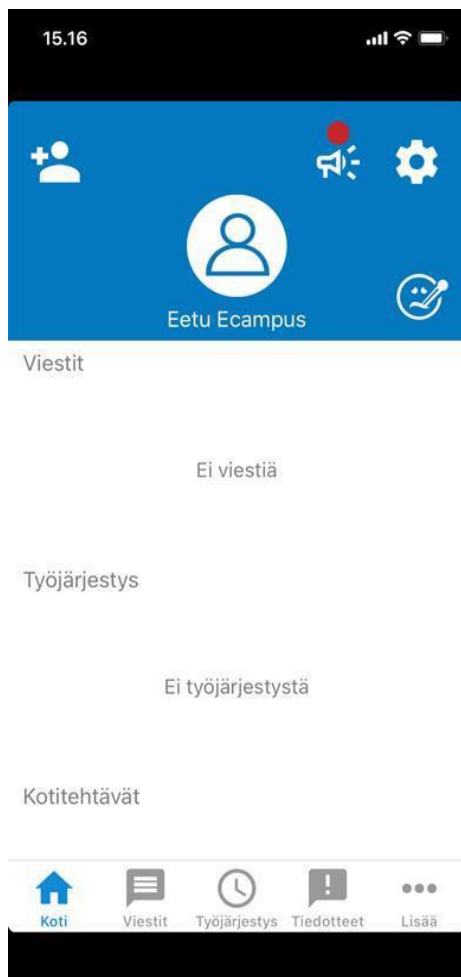 15.16
Eetu Ecampus
Viestit
Ei viestiä
Työjärjestys
Ei työjärjestystä
Kotitehtävät
Koti Viestit Työjärjestys Tiedotteet Lisää